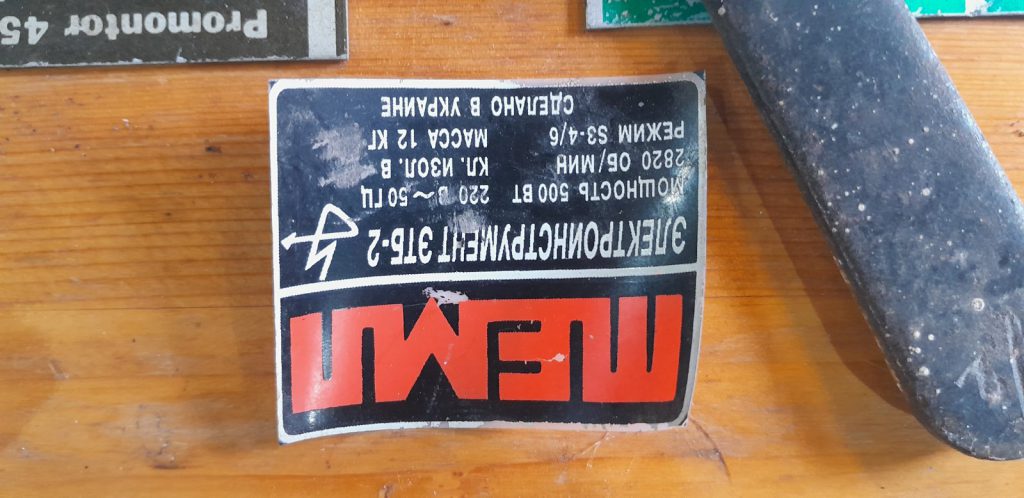 Promontor 45
ТЕМП
ЭЛЕКТРОИНСТРУМЕНТ ЭТБ-2
МОЩНОСТЬ 500 ВТ 220 В ~ 50 ГЦ
2820 ОБ/МИН КЛ. ИЗОЛ. В
РЕЖИМ S3-4/6 МАССА 12 КГ
СДЕЛАНО В УКРАИНЕ